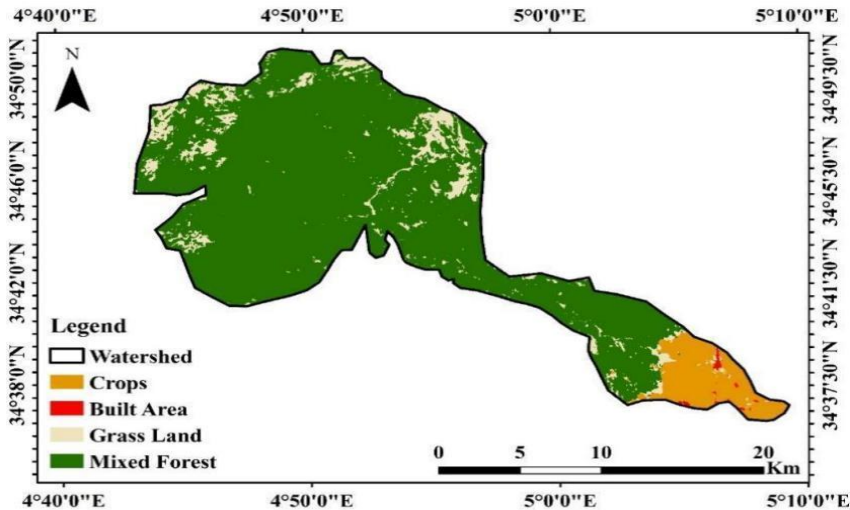 4°40'0"E 4°50'0"E 5°0'0"E 5°10'0"E
N
34°50'0"N
34°46'0"N
34°42'0"N
34°38'0"N
34°49'30"N
34°45'30"N
34°41'30"N
34°37'30"N
Legend
Watershed
Crops
Built Area
Grass Land
Mixed Forest
0 5 10 20
Km
4°40'0"E 4°50'0"E 5°0'0"E 5°10'0"E